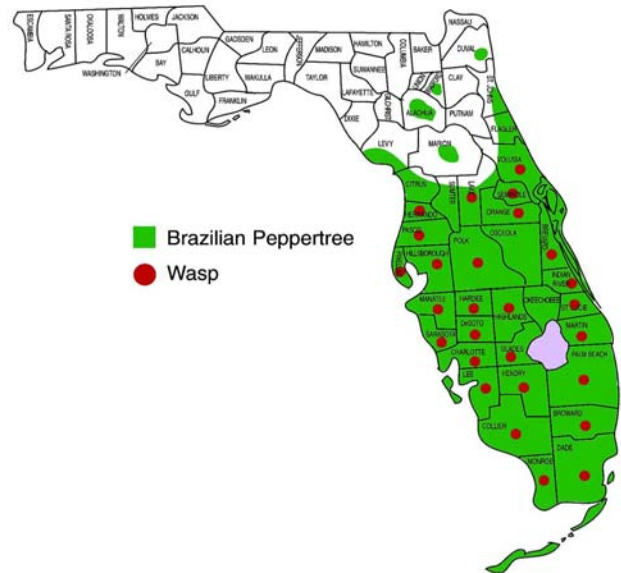 ESCAMBIA
SANTA ROSA
OKALOOSA
WALTON
HOLMES
JACKSON
WASHINGTON
BAY
CALHOUN
GULF
LIBERTY
GADSDEN
FRANKLIN
LEON
WAKULLA
JEFFERSON
MADISON
TAYLOR
HAMILTON
SUWANNEE
LAFAYETTE
DIXIE
COLUMBIA
GILCHRIST
BAKER
NASSAU
DUVAL
CLAY
ST. JOHNS
ALACHUA
PUTNAM
FLAGLER
LEVY
MARION
VOLUSIA
CITRUS
SUMTER
LAKE
SEMINOLE
HERNANDO
ORANGE
PASCO
OSCEOLA
BREVARD
POLK
HILLSBOROUGH
INDIAN
RIVER
MANATEE
HARDEE
HIGHLANDS
OKEECHOBEE
ST. LUCIE
SARASOTA
DESOTO
MARTIN
CHARLOTTE
GLADES
PALM BEACH
LEE
HENDRY
BROWARD
COLLIER
DADE
MONROE
Brazilian Peppertree
Wasp